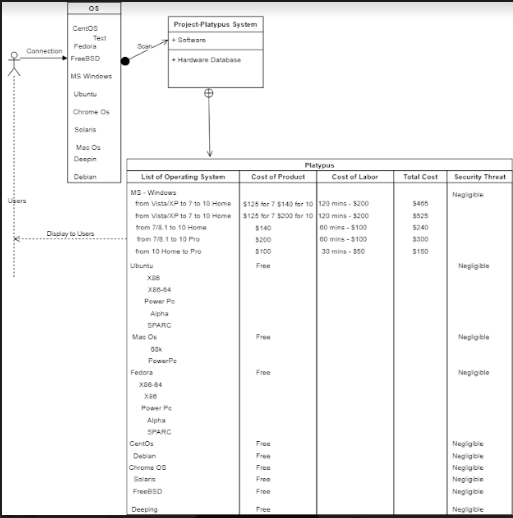 OS
CentOS
Text
Fedora
FreeBSD
MS Windows
Ubuntu
Chrome Os
Solaris
Mac Os
Deepin
Debian
Connection
Scan
Users
Display to Users
Project-Platypus System
+ Software
+ Hardware Database
Platypus
List of Operating System Cost of Product Cost of Labor Total Cost Security Threat
MS - Windows Negligible
from Vista/XP to 7 to 10 Home $125 for 7 $140 for 10 120 mins - $200 $465
from Vista/XP to 7 to 10 Home $125 for 7 $200 for 10 120 mins - $200 $525
from 7/8.1 to 10 Home $140 60 mins - $100 $240
from 7/8.1 to 10 Pro $200 60 mins - $100 $300
from 10 Home to Pro $100 30 mins - $50 $150
Ubuntu Free Negligible
X86
X86-64
Power Pc
Alpha
SPARC
Mac Os Free Negligible
68k
PowerPc
Fedora Free Negligible
X86-64
X86
Power Pc
Alpha
SPARC
CentOs Free Negligible
Debian Free Negligible
Chrome OS Free Negligible
Solaris Free Negligible
FreeBSD Free Negligible
Deeping Free Negligible